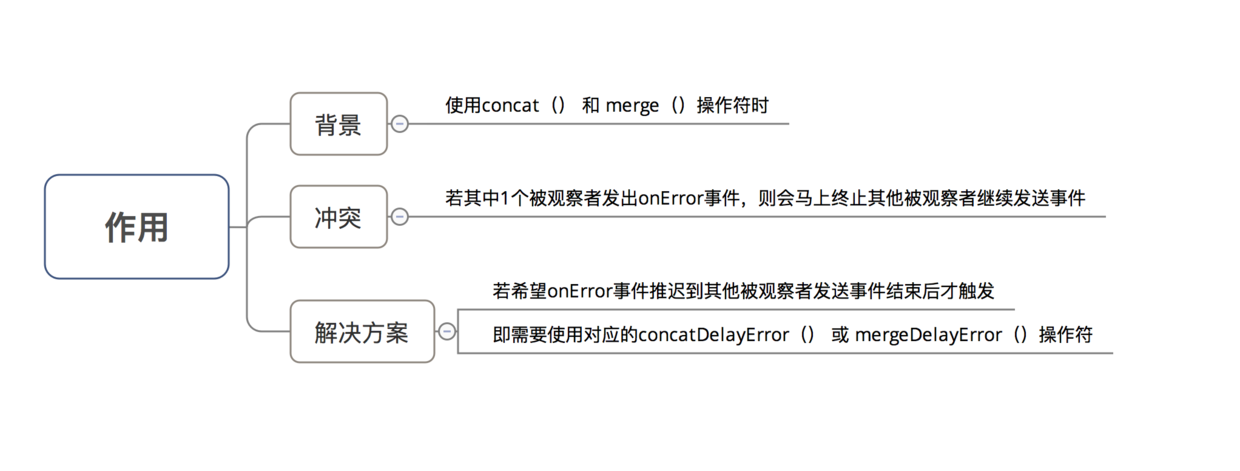 作用
背景
使用concat（） 和 merge（）操作符时
冲突
若其中1个被观察者发出onError事件，则会马上终止其他被观察者继续发送事件
解决方案
若希望onError事件推迟到其他被观察者发送事件结束后才触发
即需要使用对应的concatDelayError（） 或 mergeDelayError（）操作符